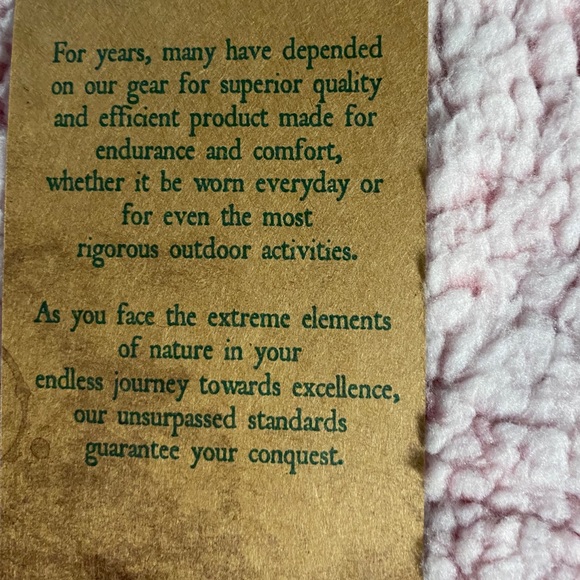 For years, many have depended
on our gear for superior quality
and efficient product made for
endurance and comfort,
whether it be worn everyday or
for even the most
rigorous outdoor activities.
As you face the extreme elements
of nature in your
endless journey towards excellence,
our unsurpassed standards
guarantee your conquest.